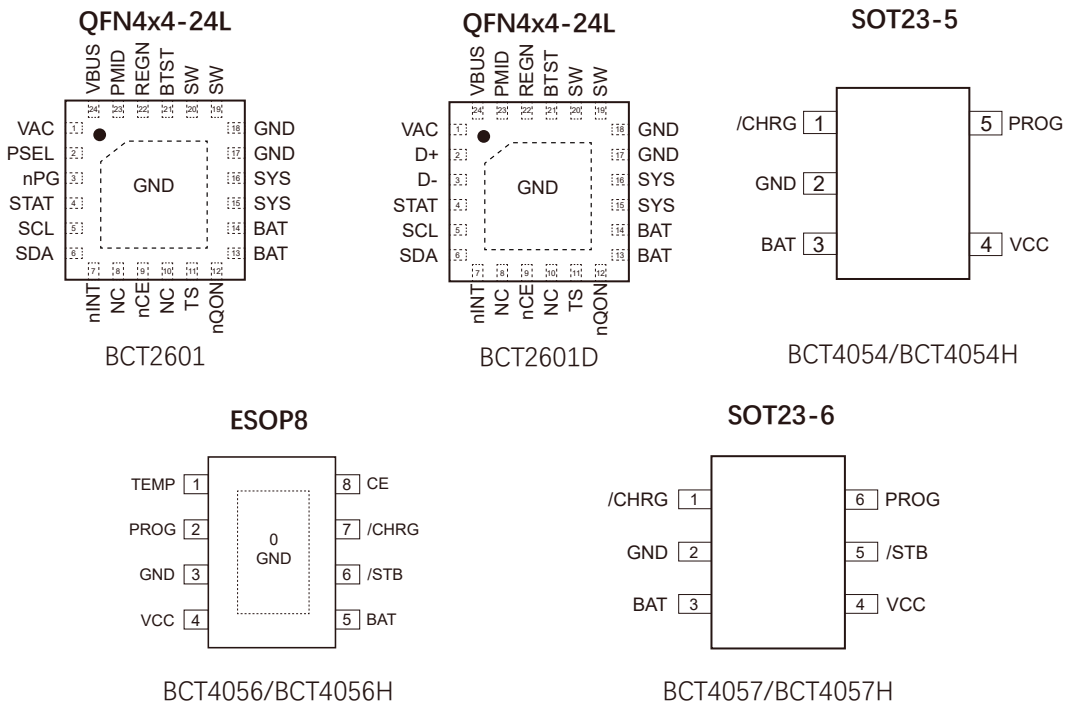 QFN4x4-24L
VBUS
PMID
REGN
BTST
SW
SW
24
23
22
21
20
19
VAC 1
PSEL 2
nPG 3
STAT 4
SCL 5
SDA 6
GND
18 GND
17 GND
16 SYS
15 SYS
14 BAT
13 BAT
7
8
9
10
11
12
nINT
NC
nCE
NC
TS
nQON
BCT2601
QFN4x4-24L
VBUS
PMID
REGN
BTST
SW
SW
24
23
22
21
20
19
VAC 1
D+ 2
D- 3
STAT 4
SCL 5
SDA 6
GND
18 GND
17 GND
16 SYS
15 SYS
14 BAT
13 BAT
7
8
9
10
11
12
nINT
NC
nCE
NC
TS
nQON
BCT2601D
SOT23-5
/CHRG 1
GND 2
BAT 3
5 PROG
4 VCC
BCT4054/BCT4054H
ESOP8
TEMP 1
PROG 2
GND 3
VCC 4
0
GND
8 CE
7 /CHRG
6 /STB
5 BAT
BCT4056/BCT4056H
SOT23-6
/CHRG 1
GND 2
BAT 3
6 PROG
5 /STB
4 VCC
BCT4057/BCT4057H